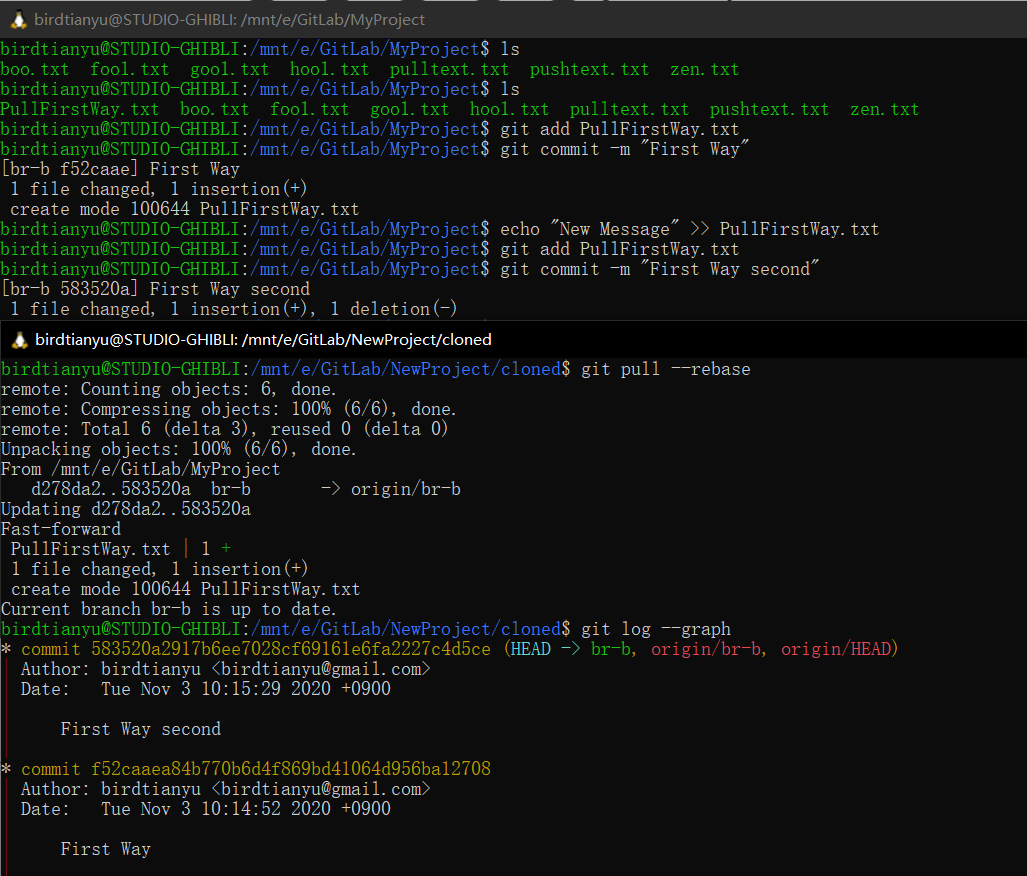 birdtianyu@STUDIO-GHIBLI: /mnt/e/GitLab/MyProject
birdtianyu@STUDIO-GHIBLI:/mnt/e/GitLab/MyProject$ ls
boo.txt  fool.txt  gool.txt  hool.txt  pulltext.txt  pushtext.txt  zen.txt
birdtianyu@STUDIO-GHIBLI:/mnt/e/GitLab/MyProject$ ls
PullFirstWay.txt  boo.txt  fool.txt  gool.txt  hool.txt  pulltext.txt  pushtext.txt  zen.txt
birdtianyu@STUDIO-GHIBLI:/mnt/e/GitLab/MyProject$ git add PullFirstWay.txt
birdtianyu@STUDIO-GHIBLI:/mnt/e/GitLab/MyProject$ git commit -m "First Way"
[br-b f52caae] First Way
 1 file changed, 1 insertion(+)
 create mode 100644 PullFirstWay.txt
birdtianyu@STUDIO-GHIBLI:/mnt/e/GitLab/MyProject$ echo "New Message" >> PullFirstWay.txt
birdtianyu@STUDIO-GHIBLI:/mnt/e/GitLab/MyProject$ git add PullFirstWay.txt
birdtianyu@STUDIO-GHIBLI:/mnt/e/GitLab/MyProject$ git commit -m "First Way second"
[br-b 583520a] First Way second
 1 file changed, 1 insertion(+), 1 deletion(-)
birdtianyu@STUDIO-GHIBLI: /mnt/e/GitLab/NewProject/cloned
birdtianyu@STUDIO-GHIBLI:/mnt/e/GitLab/NewProject/cloned$ git pull --rebase
remote: Counting objects: 6, done.
remote: Compressing objects: 100% (6/6), done.
remote: Total 6 (delta 3), reused 0 (delta 0)
Unpacking objects: 100% (6/6), done.
From /mnt/e/GitLab/MyProject
   d278da2..583520a  br-b       -> origin/br-b
Updating d278da2..583520a
Fast-forward
 PullFirstWay.txt | 1 +
 1 file changed, 1 insertion(+)
 create mode 100644 PullFirstWay.txt
Current branch br-b is up to date.
birdtianyu@STUDIO-GHIBLI:/mnt/e/GitLab/NewProject/cloned$ git log --graph
* commit 583520a2917b6ee7028cf69161e6fa2227c4d5ce (HEAD -> br-b, origin/br-b, origin/HEAD)
| Author: birdtianyu <birdtianyu@gmail.com>
| Date:   Tue Nov 3 10:15:29 2020 +0900
|
|     First Way second
|
* commit f52caaea84b770b6d4f869bd41064d956ba12708
| Author: birdtianyu <birdtianyu@gmail.com>
| Date:   Tue Nov 3 10:14:52 2020 +0900
|
|     First Way